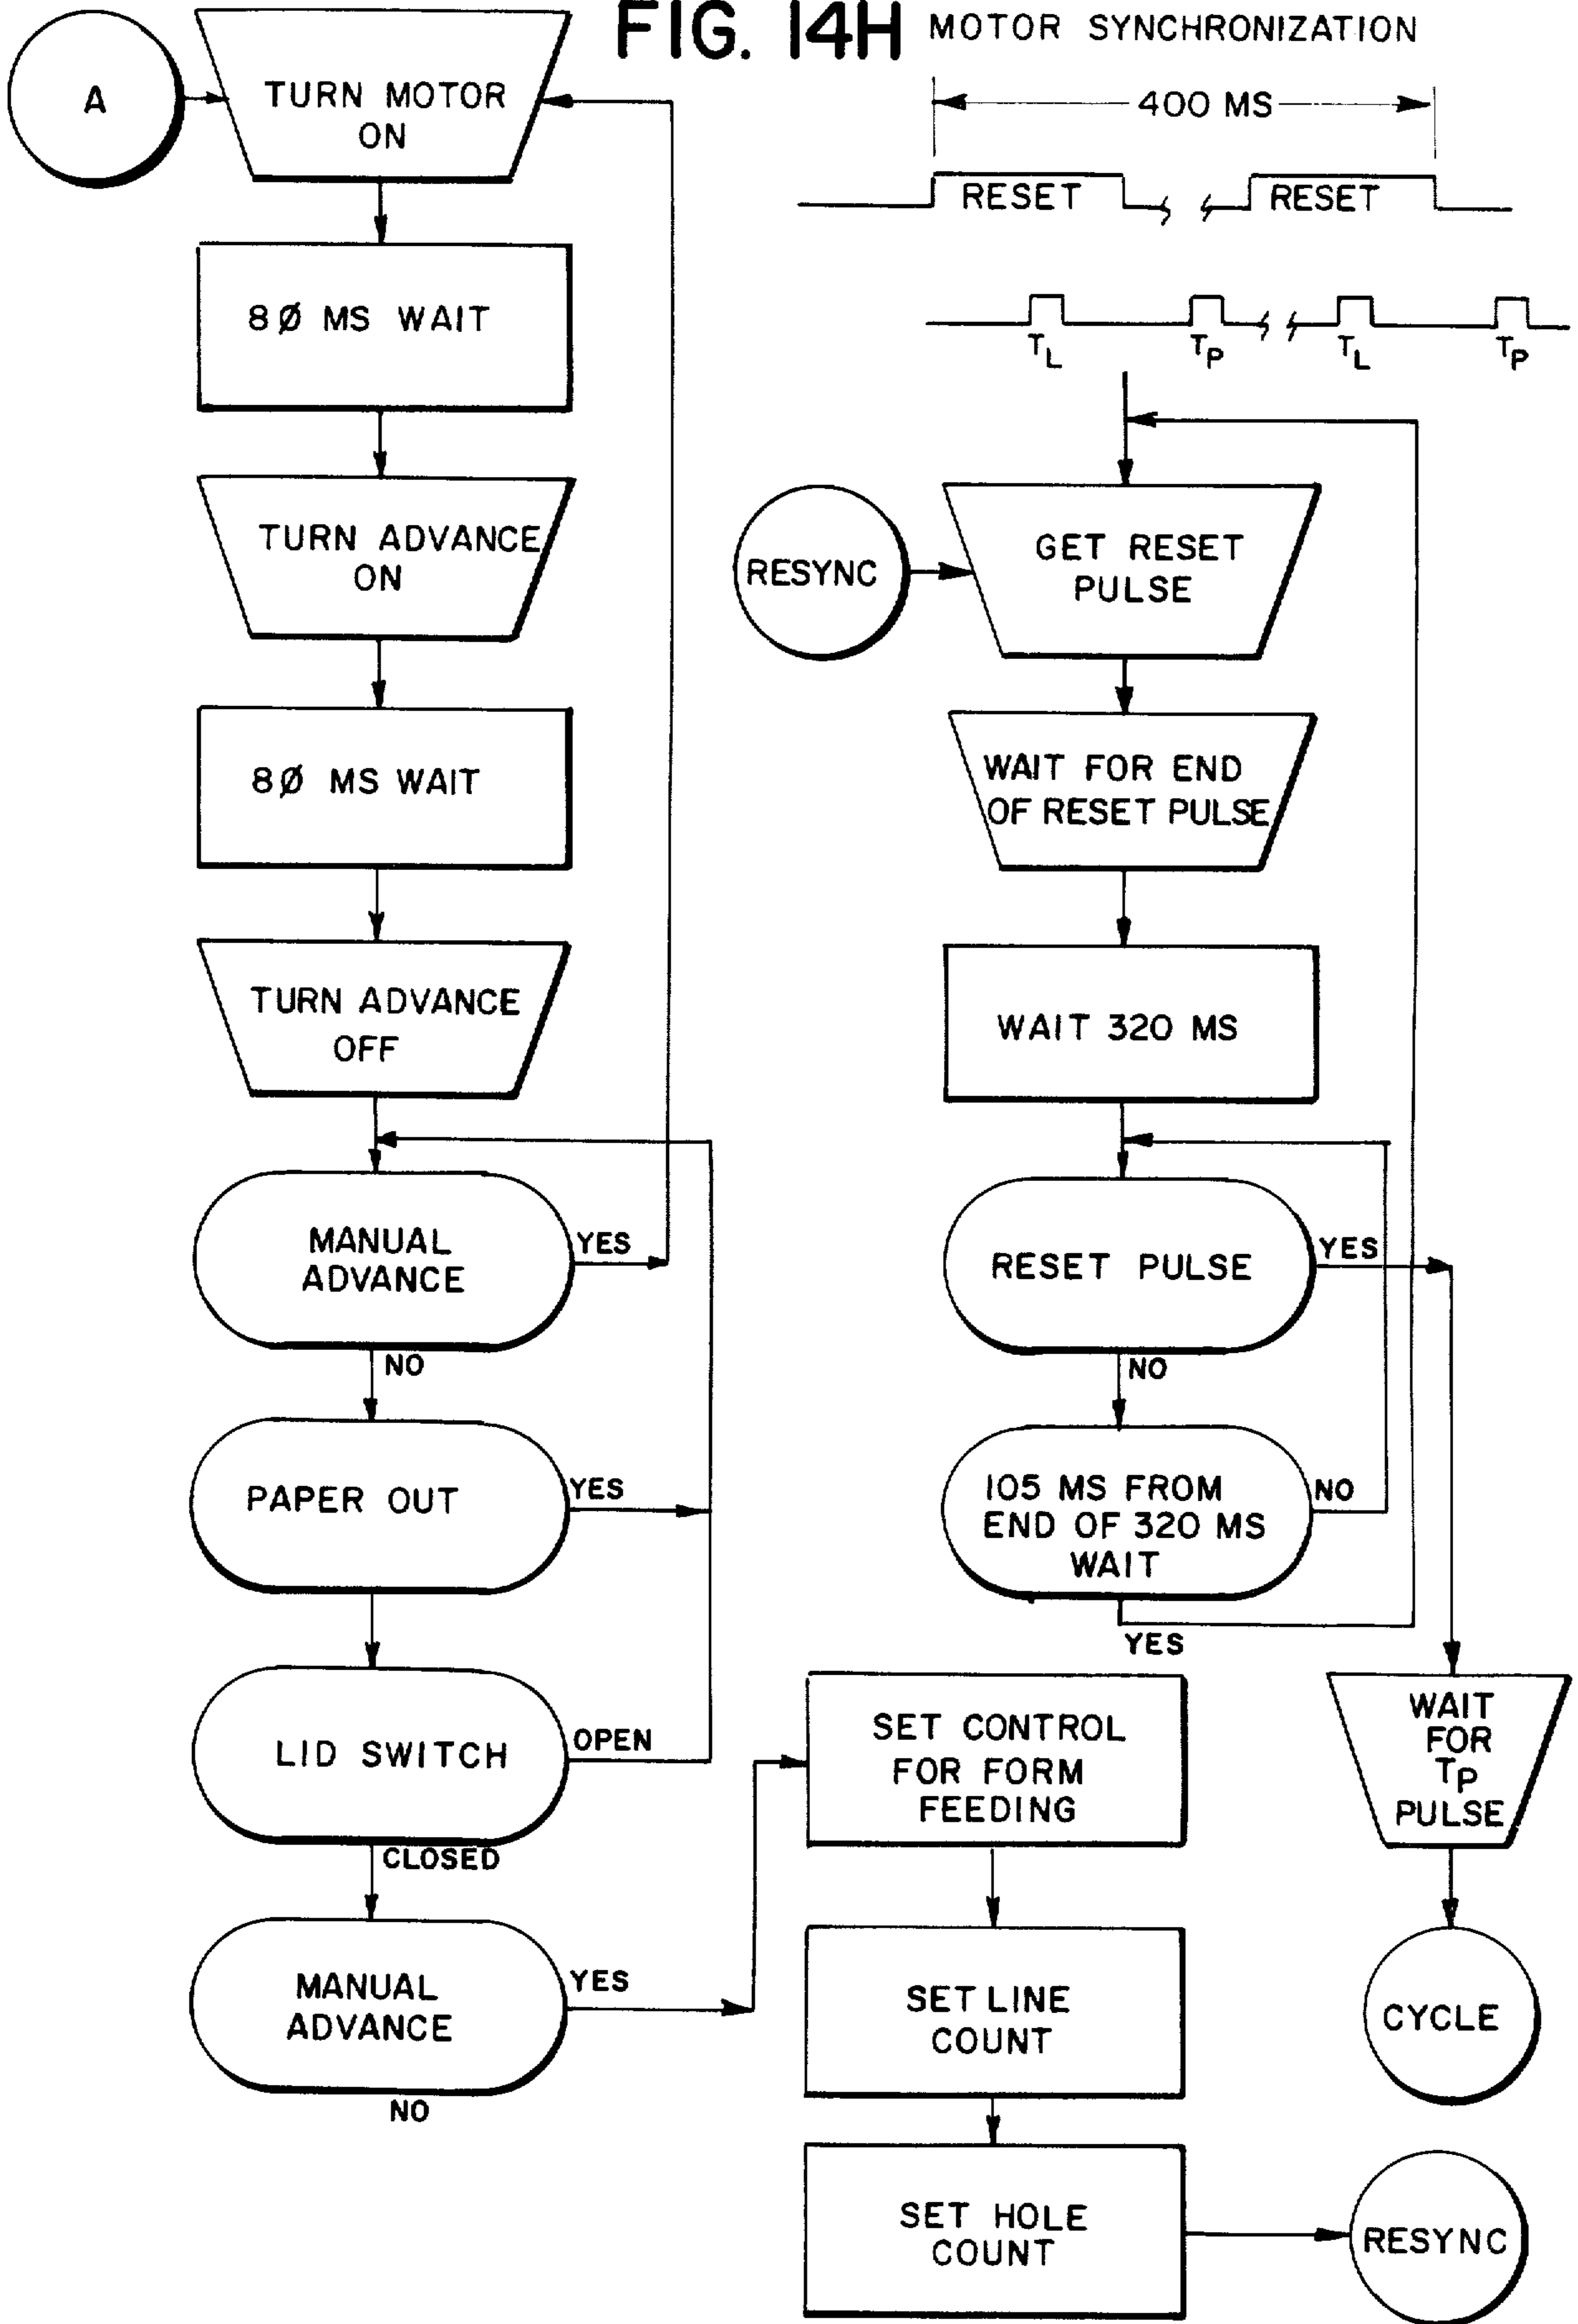 FIG. 14H MOTOR SYNCHRONIZATION
A
TURN MOTOR
ON
8Ø MS WAIT
TURN ADVANCE
ON
8Ø MS WAIT
TURN ADVANCE
OFF
MANUAL
ADVANCE
YES
NO
PAPER OUT
YES
LID SWITCH
OPEN
CLOSED
MANUAL
ADVANCE
YES
NO
400 MS
RESET
RESET
TL
TP
TL
TP
RESYNC
GET RESET
PULSE
WAIT FOR END
OF RESET PULSE
WAIT 320 MS
RESET PULSE
YES
NO
105 MS FROM
END OF 320 MS
WAIT
NO
YES
SET CONTROL
FOR FORM
FEEDING
SET LINE
COUNT
SET HOLE
COUNT
RESYNC
WAIT
FOR
TP
PULSE
CYCLE